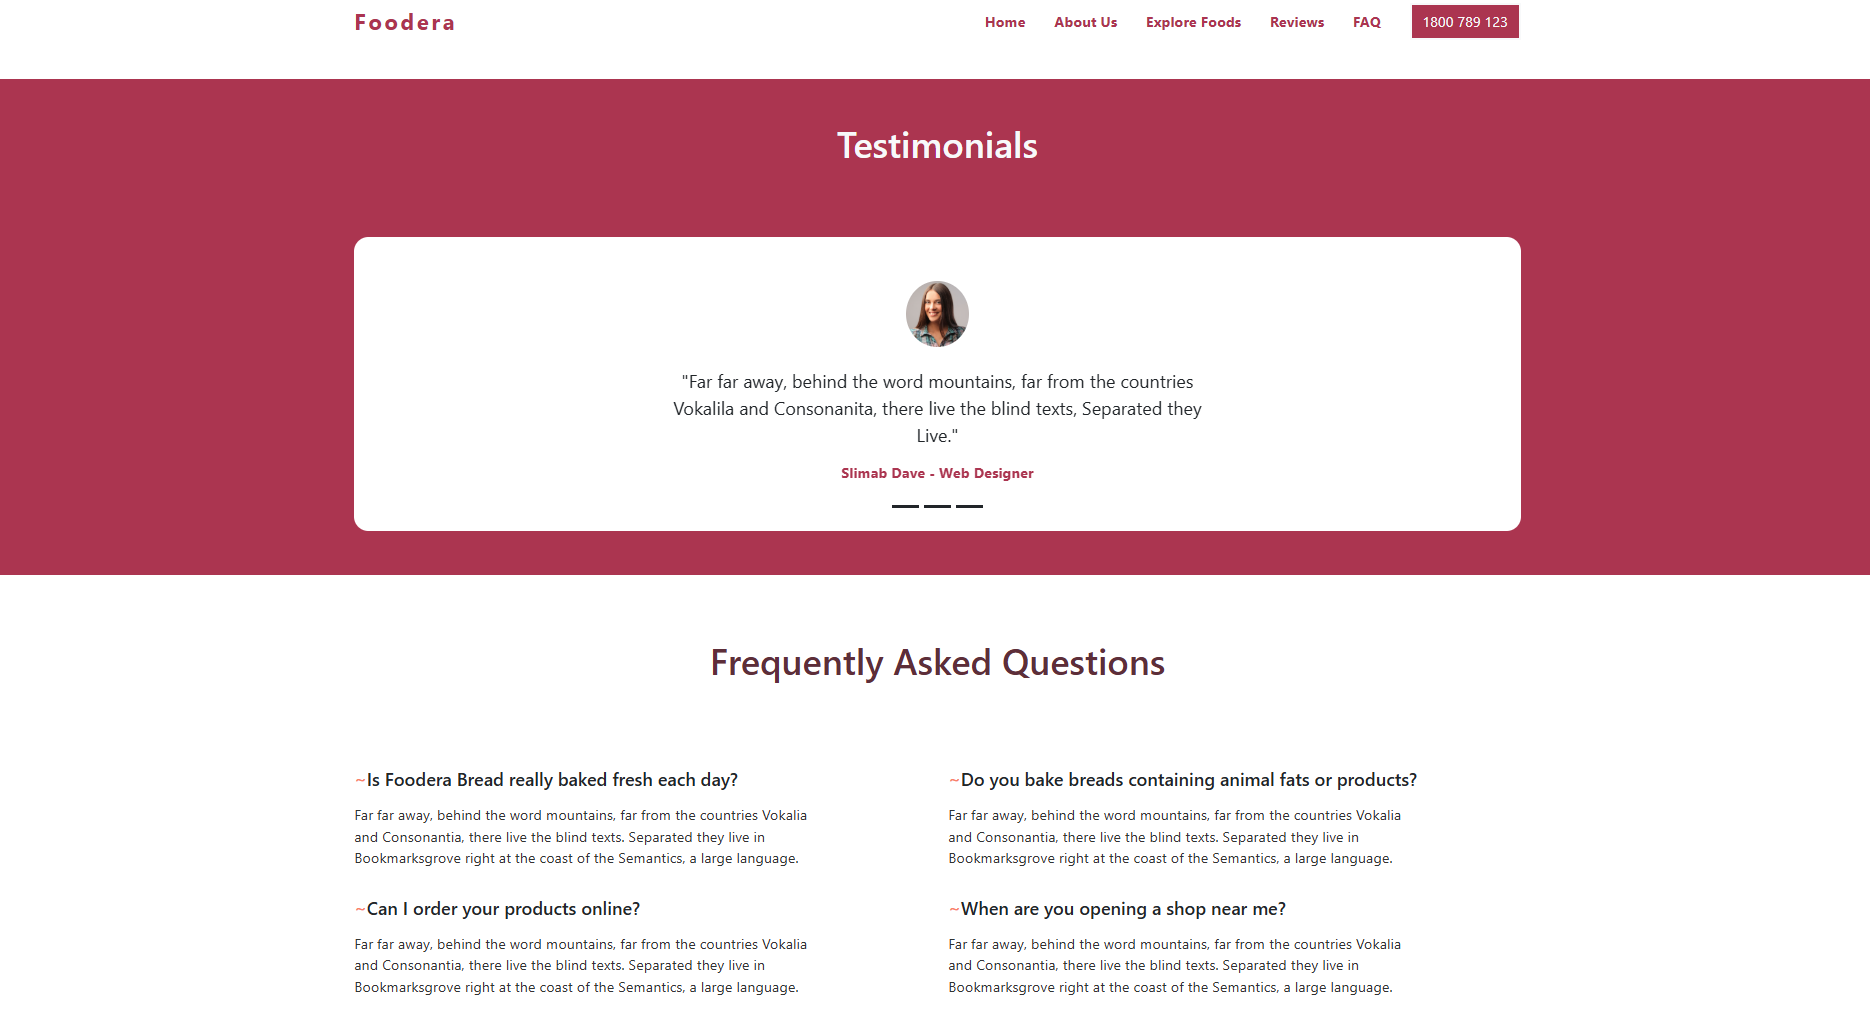 Foodera
Home About Us Explore Foods Reviews FAQ 1800 789 123
Testimonials
"Far far away, behind the word mountains, far from the countries
Vokalila and Consonanita, there live the blind texts, Separated they
Live."
Slimab Dave - Web Designer
Frequently Asked Questions
~Is Foodera Bread really baked fresh each day?
Far far away, behind the word mountains, far from the countries Vokalia
and Consonantia, there live the blind texts. Separated they live in
Bookmarksgrove right at the coast of the Semantics, a large language.
~Do you bake breads containing animal fats or products?
Far far away, behind the word mountains, far from the countries Vokalia
and Consonantia, there live the blind texts. Separated they live in
Bookmarksgrove right at the coast of the Semantics, a large language.
~Can I order your products online?
Far far away, behind the word mountains, far from the countries Vokalia
and Consonantia, there live the blind texts. Separated they live in
Bookmarksgrove right at the coast of the Semantics, a large language.
~When are you opening a shop near me?
Far far away, behind the word mountains, far from the countries Vokalia
and Consonantia, there live the blind texts. Separated they live in
Bookmarksgrove right at the coast of the Semantics, a large language.